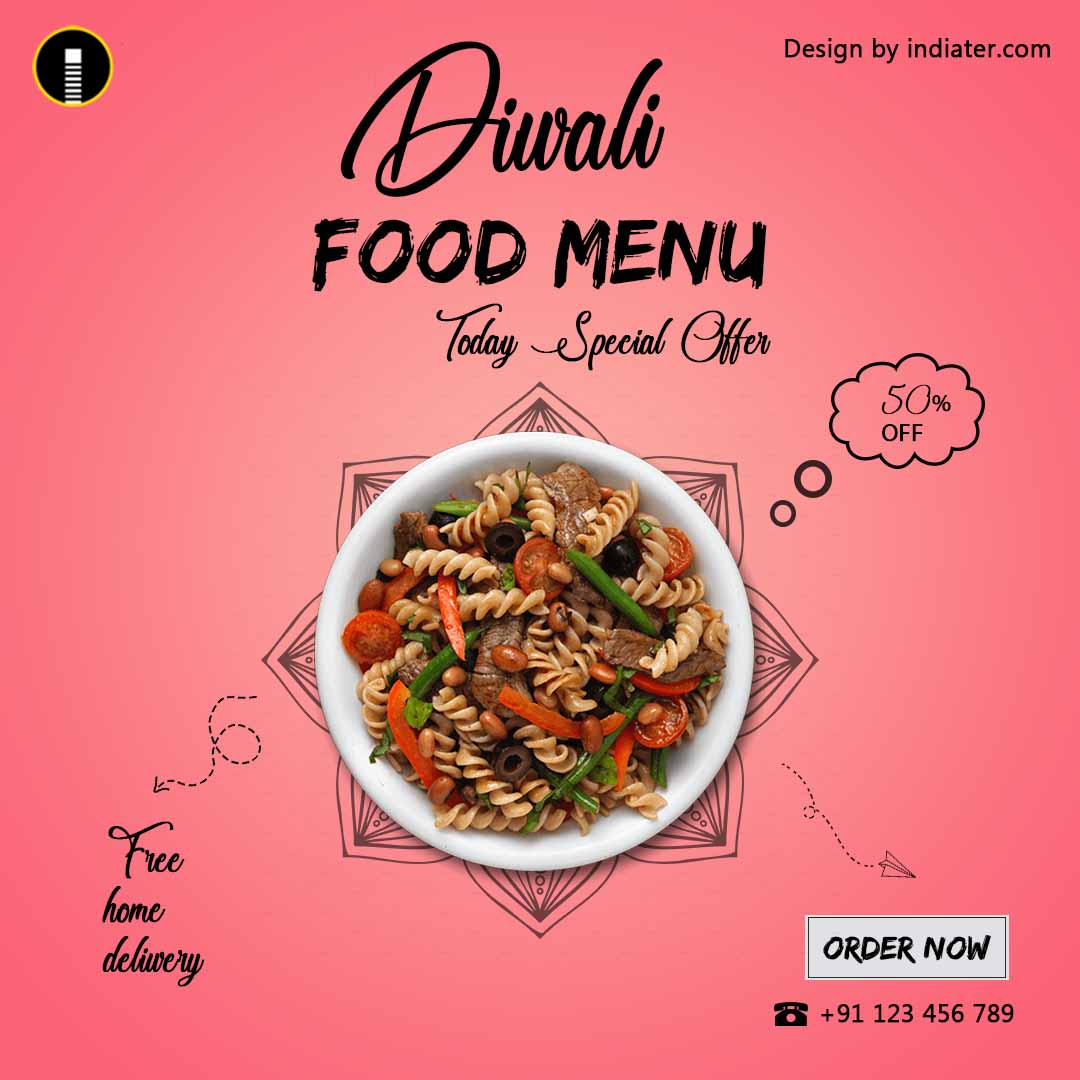 Design by indiater.com
Diwali
FOOD MENU
Today Special Offer
50%
OFF
Free
home
delivery
ORDER NOW
+91 123 456 789